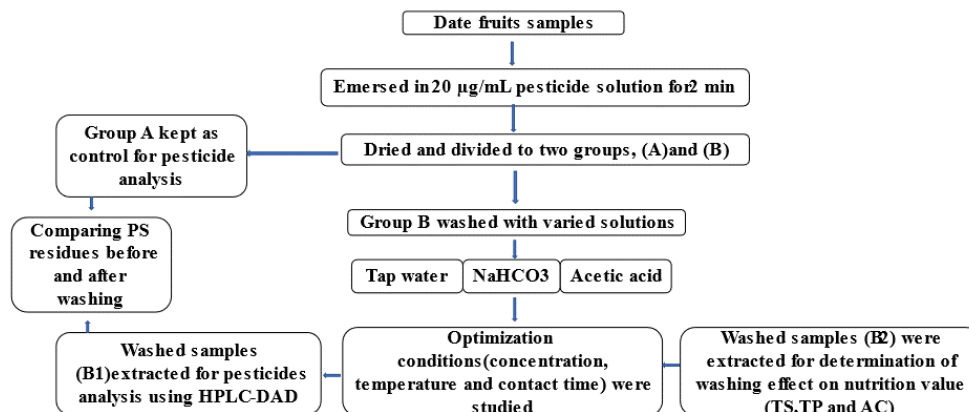 Date fruits samples
Emersed in 20 µg/mL pesticide solution for2 min
Group A kept as
control for pesticide
analysis
Dried and divided to two groups, (A)and (B)
Group B washed with varied solutions
Comparing PS
residues before
and after
washing
Tap water
NaHCO3
Acetic acid
Washed samples
(B1)extracted for pesticides
analysis using HPLC-DAD
Optimization
conditions(concentration,
temperature and contact time) were
studied
Washed samples (B2) were
extracted for determination of
washing effect on nutrition value
(TS,TP and AC)